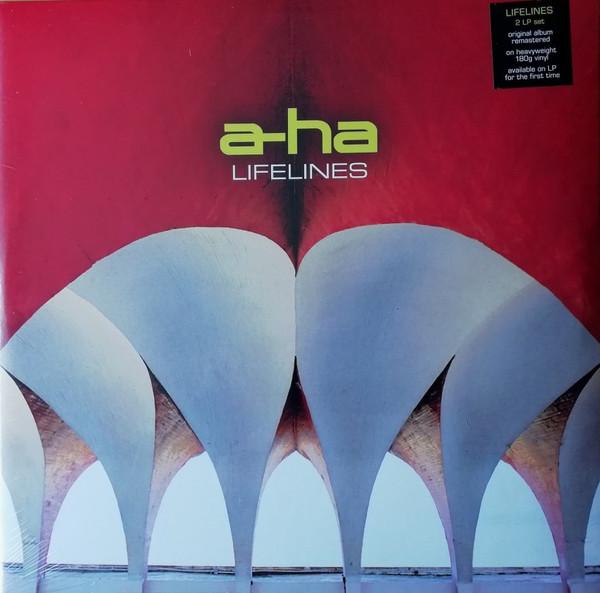 LIFELINES
2 LP set
original album
remastered
on heavyweight
180g vinyl
available on LP
for the first time
a-ha
LIFELINES